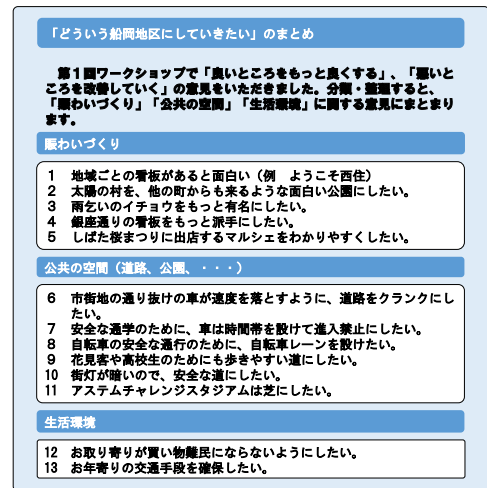 「どういう船岡地区にしていきたい」のまとめ
第1回ワークショップで「良いところをもっと良くする」、「悪いと
ころを改善していく」の意見をいただきました。分類・整理すると、
「賑わいづくり」「公共の空間」「生活環境」に関する意見にまとまり
ます。
賑わいづくり
1 地域ごとの看板があると面白い（例 ようこそ西住）
2 太陽の村を、他の町からも来るような面白い公園にしたい。
3 雨乞いのイチョウをもっと有名にしたい。
4 銀座通りの看板をもっと派手にしたい。
5 しばた桜まつりに出店するマルシェをわかりやすくしたい。
公共の空間（道路、公園、・・・）
6 市街地の通り抜けの車が速度を落とすように、道路をクランクにし
たい。
7 安全な通学のために、車は時間帯を設けて進入禁止にしたい。
8 自転車の安全な通行のために、自転車レーンを設けたい。
9 花見客や高校生のためにも歩きやすい道にしたい。
10 街灯が暗いので、安全な道にしたい。
11 アステムチャレンジスタジアムは芝にしたい。
生活環境
12 お取り寄りが買い物難民にならないようにしたい。
13 お年寄りの交通手段を確保したい。